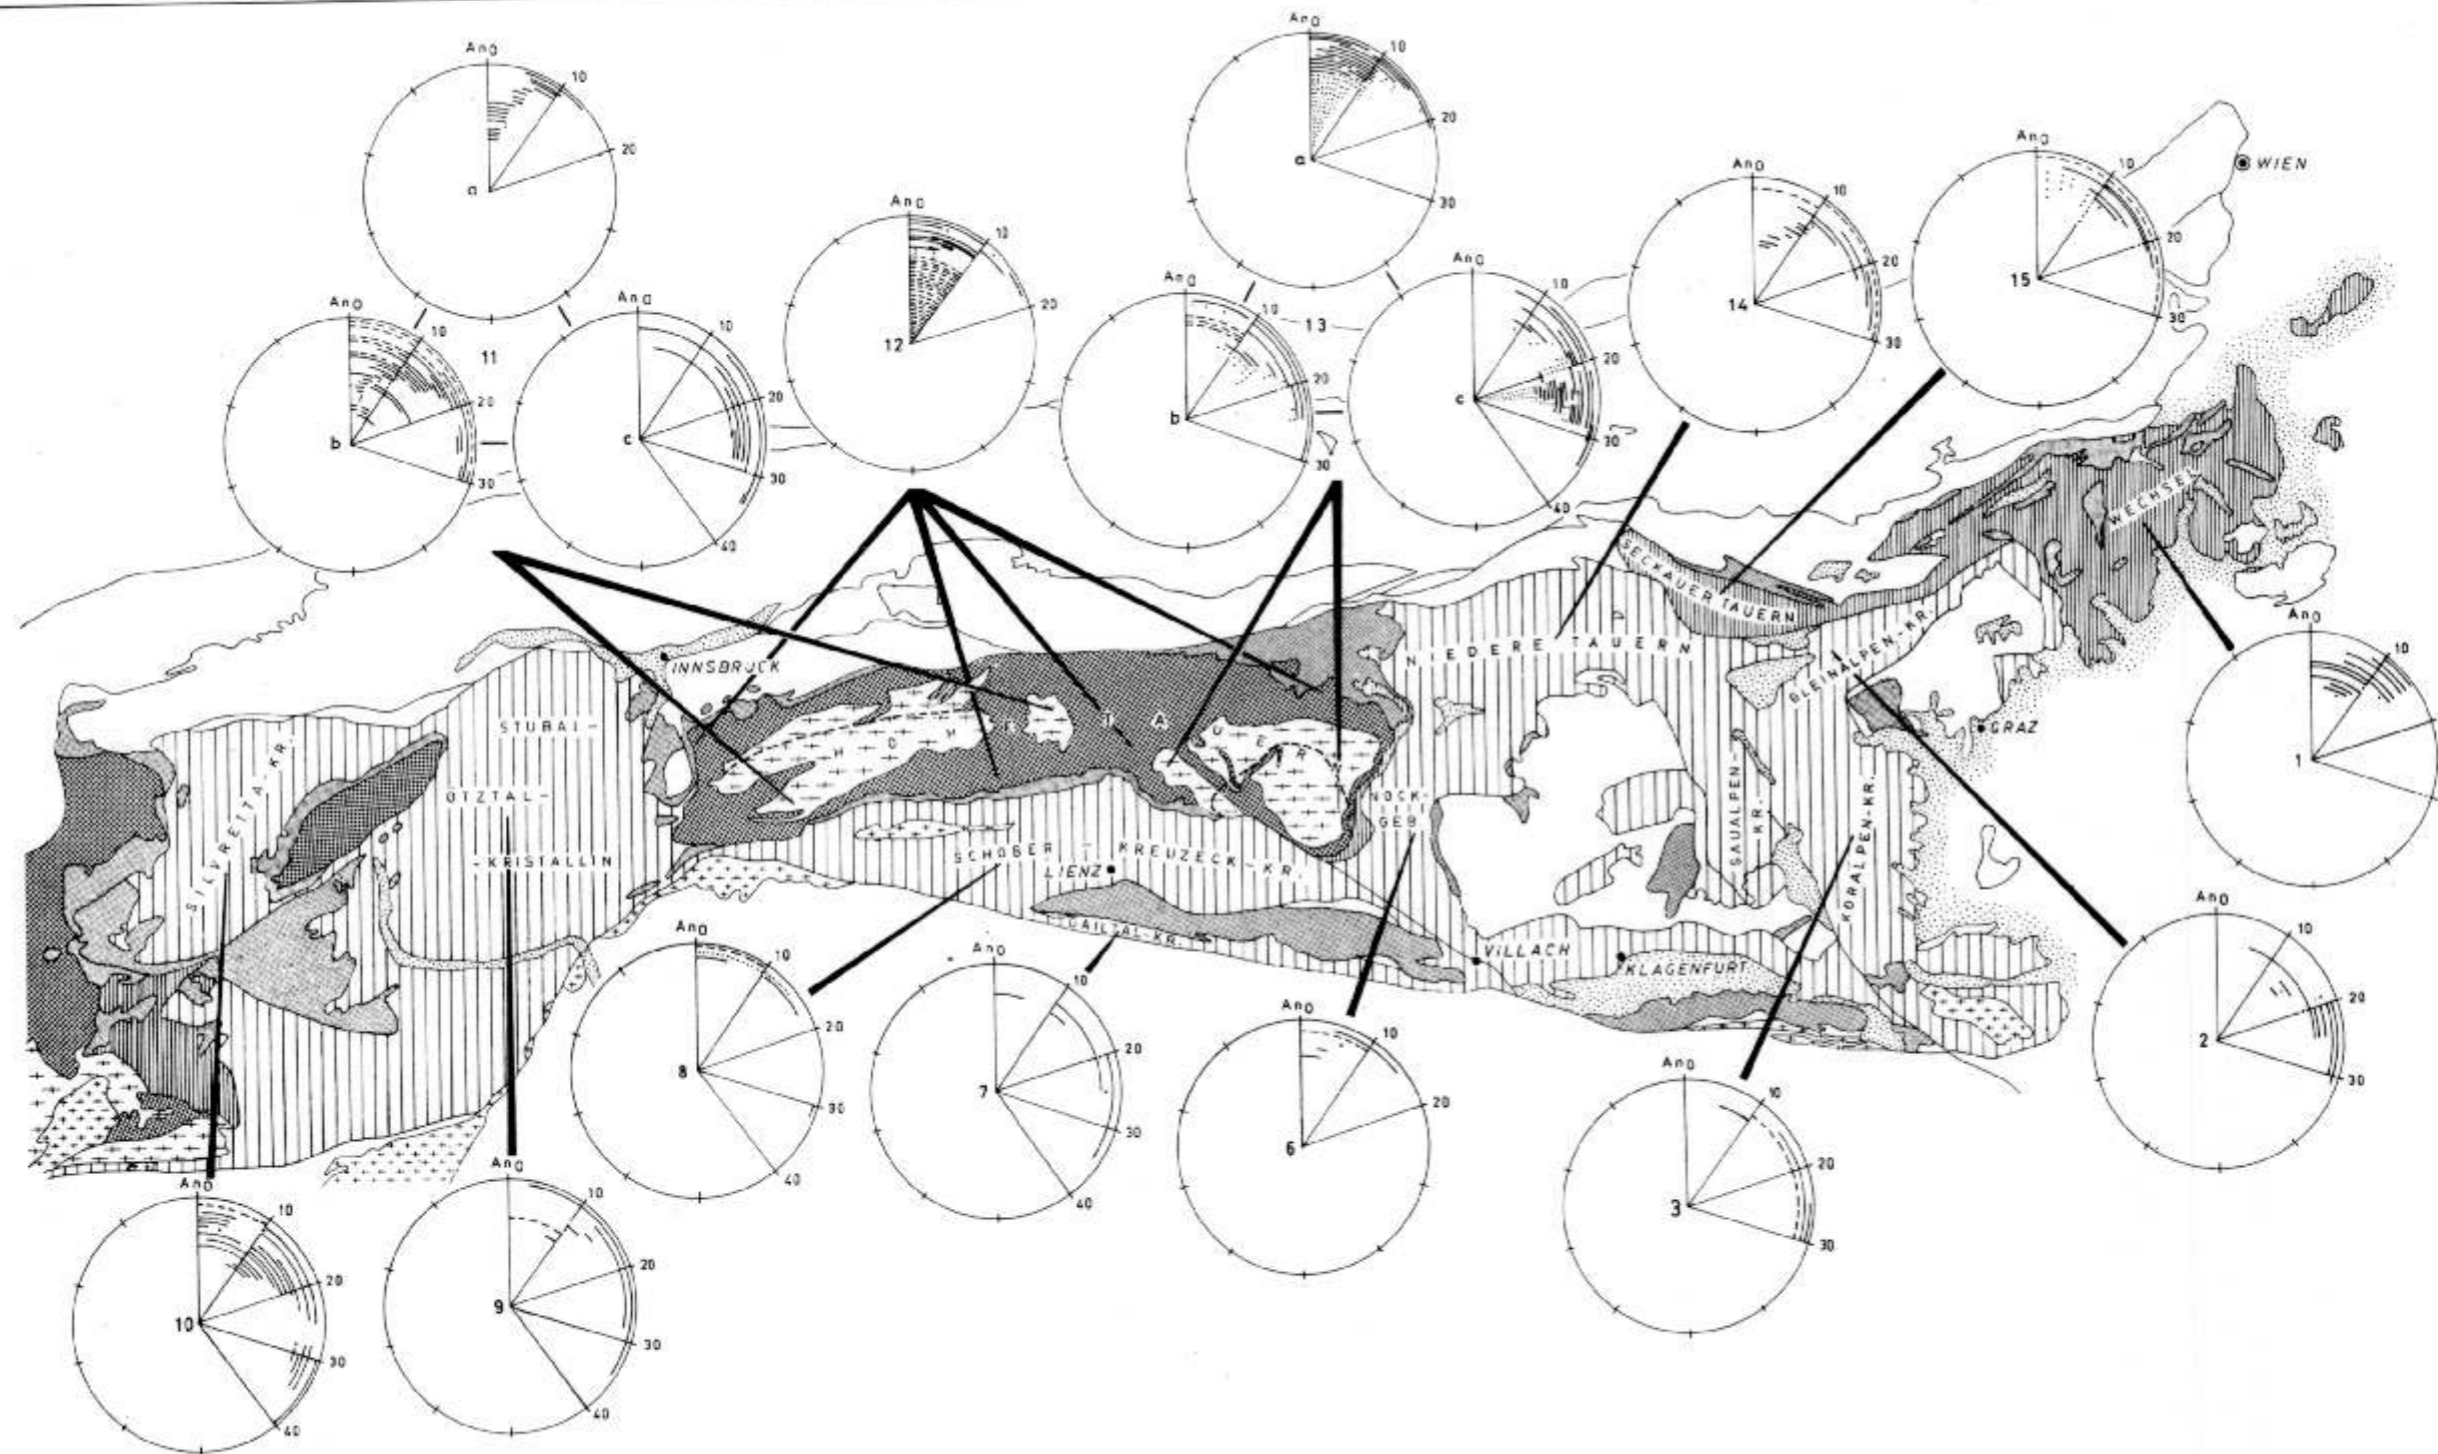 An 0
10
20
a
An 0
10
20
30
a
An 0
10
20
30
b
11
An 0
10
20
30
40
c
An 0
10
20
12
An 0
10
20
30
b
13
An 0
10
20
30
40
c
An 0
10
20
30
14
An 0
10
20
30
15
WIEN
WECHSEL
SECKAUER TAUERN
NIEDERE TAUERN
GLEINALPEN-KR.
GRAZ
INNSBRUCK
STUBAI-
ÖTZTAL-
-KRISTALLIN
SILVRETTA-KR.
HOHE TAUERN
NOCK-
GEB.
SAUALPEN-
KR.
KORALPEN-KR.
SCHOBER - KREUZECK-KR.
LIENZ
GAILTAL-KR.
VILLACH
KLAGENFURT
An 0
10
1
An 0
10
20
30
2
An 0
10
20
30
3
An 0
10
20
6
An 0
10
20
30
40
7
An 0
10
20
30
40
8
An 0
10
20
30
40
9
An 0
10
20
30
40
10